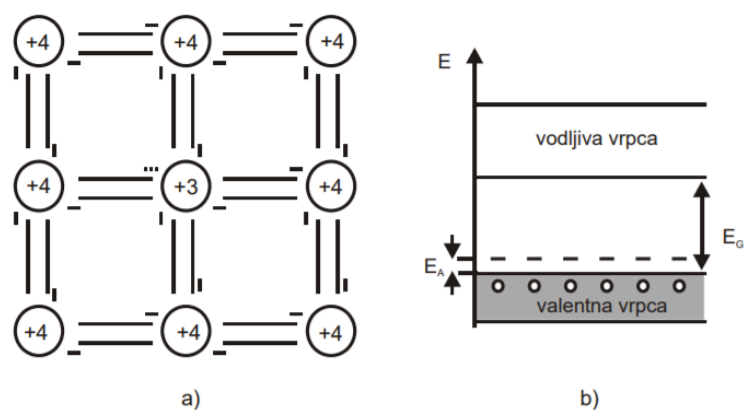 +4 +4 +4
+4 +3 +4
+4 +4 +4
a)
E
vodljiva vrpca
E_G
E_A
valentna vrpca
b)